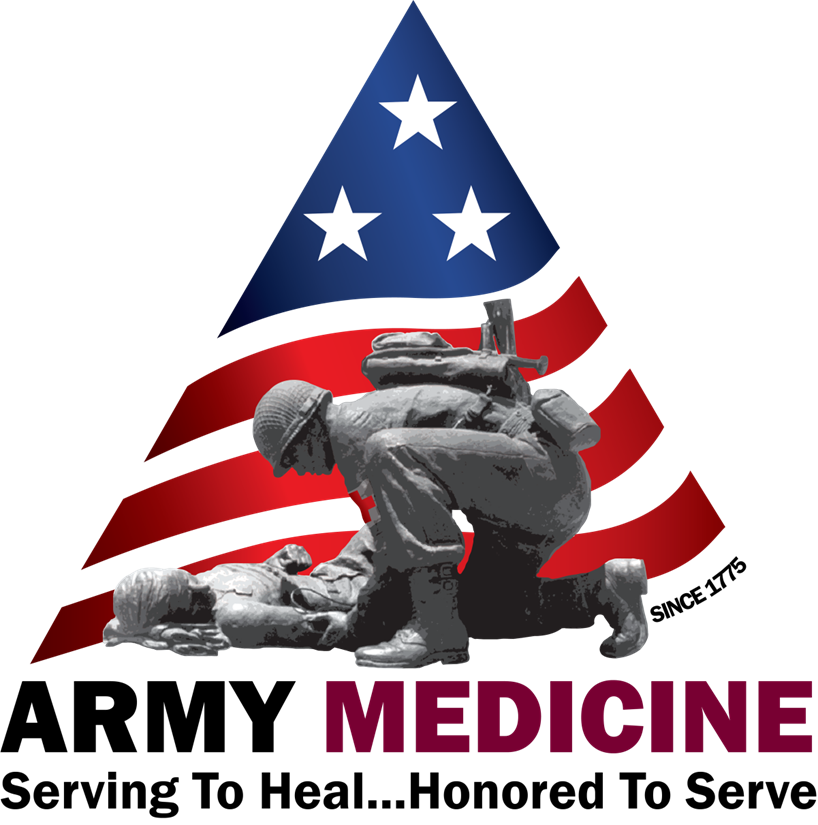 SINCE 1775
ARMY MEDICINE
Serving To Heal...Honored To Serve